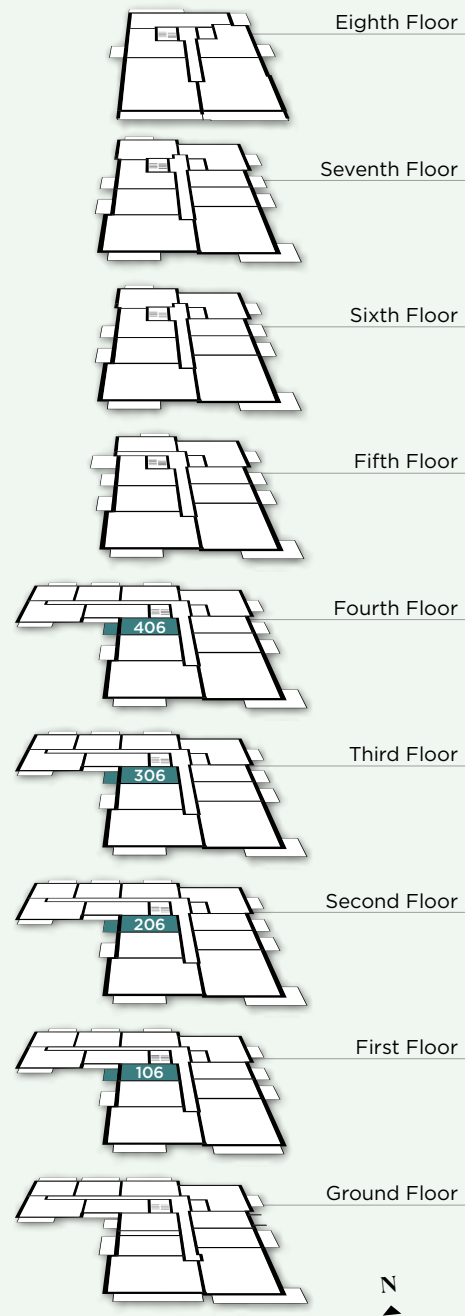 Eighth Floor
Seventh Floor
Sixth Floor
Fifth Floor
Fourth Floor
406
Third Floor
306
Second Floor
206
First Floor
106
Ground Floor
N